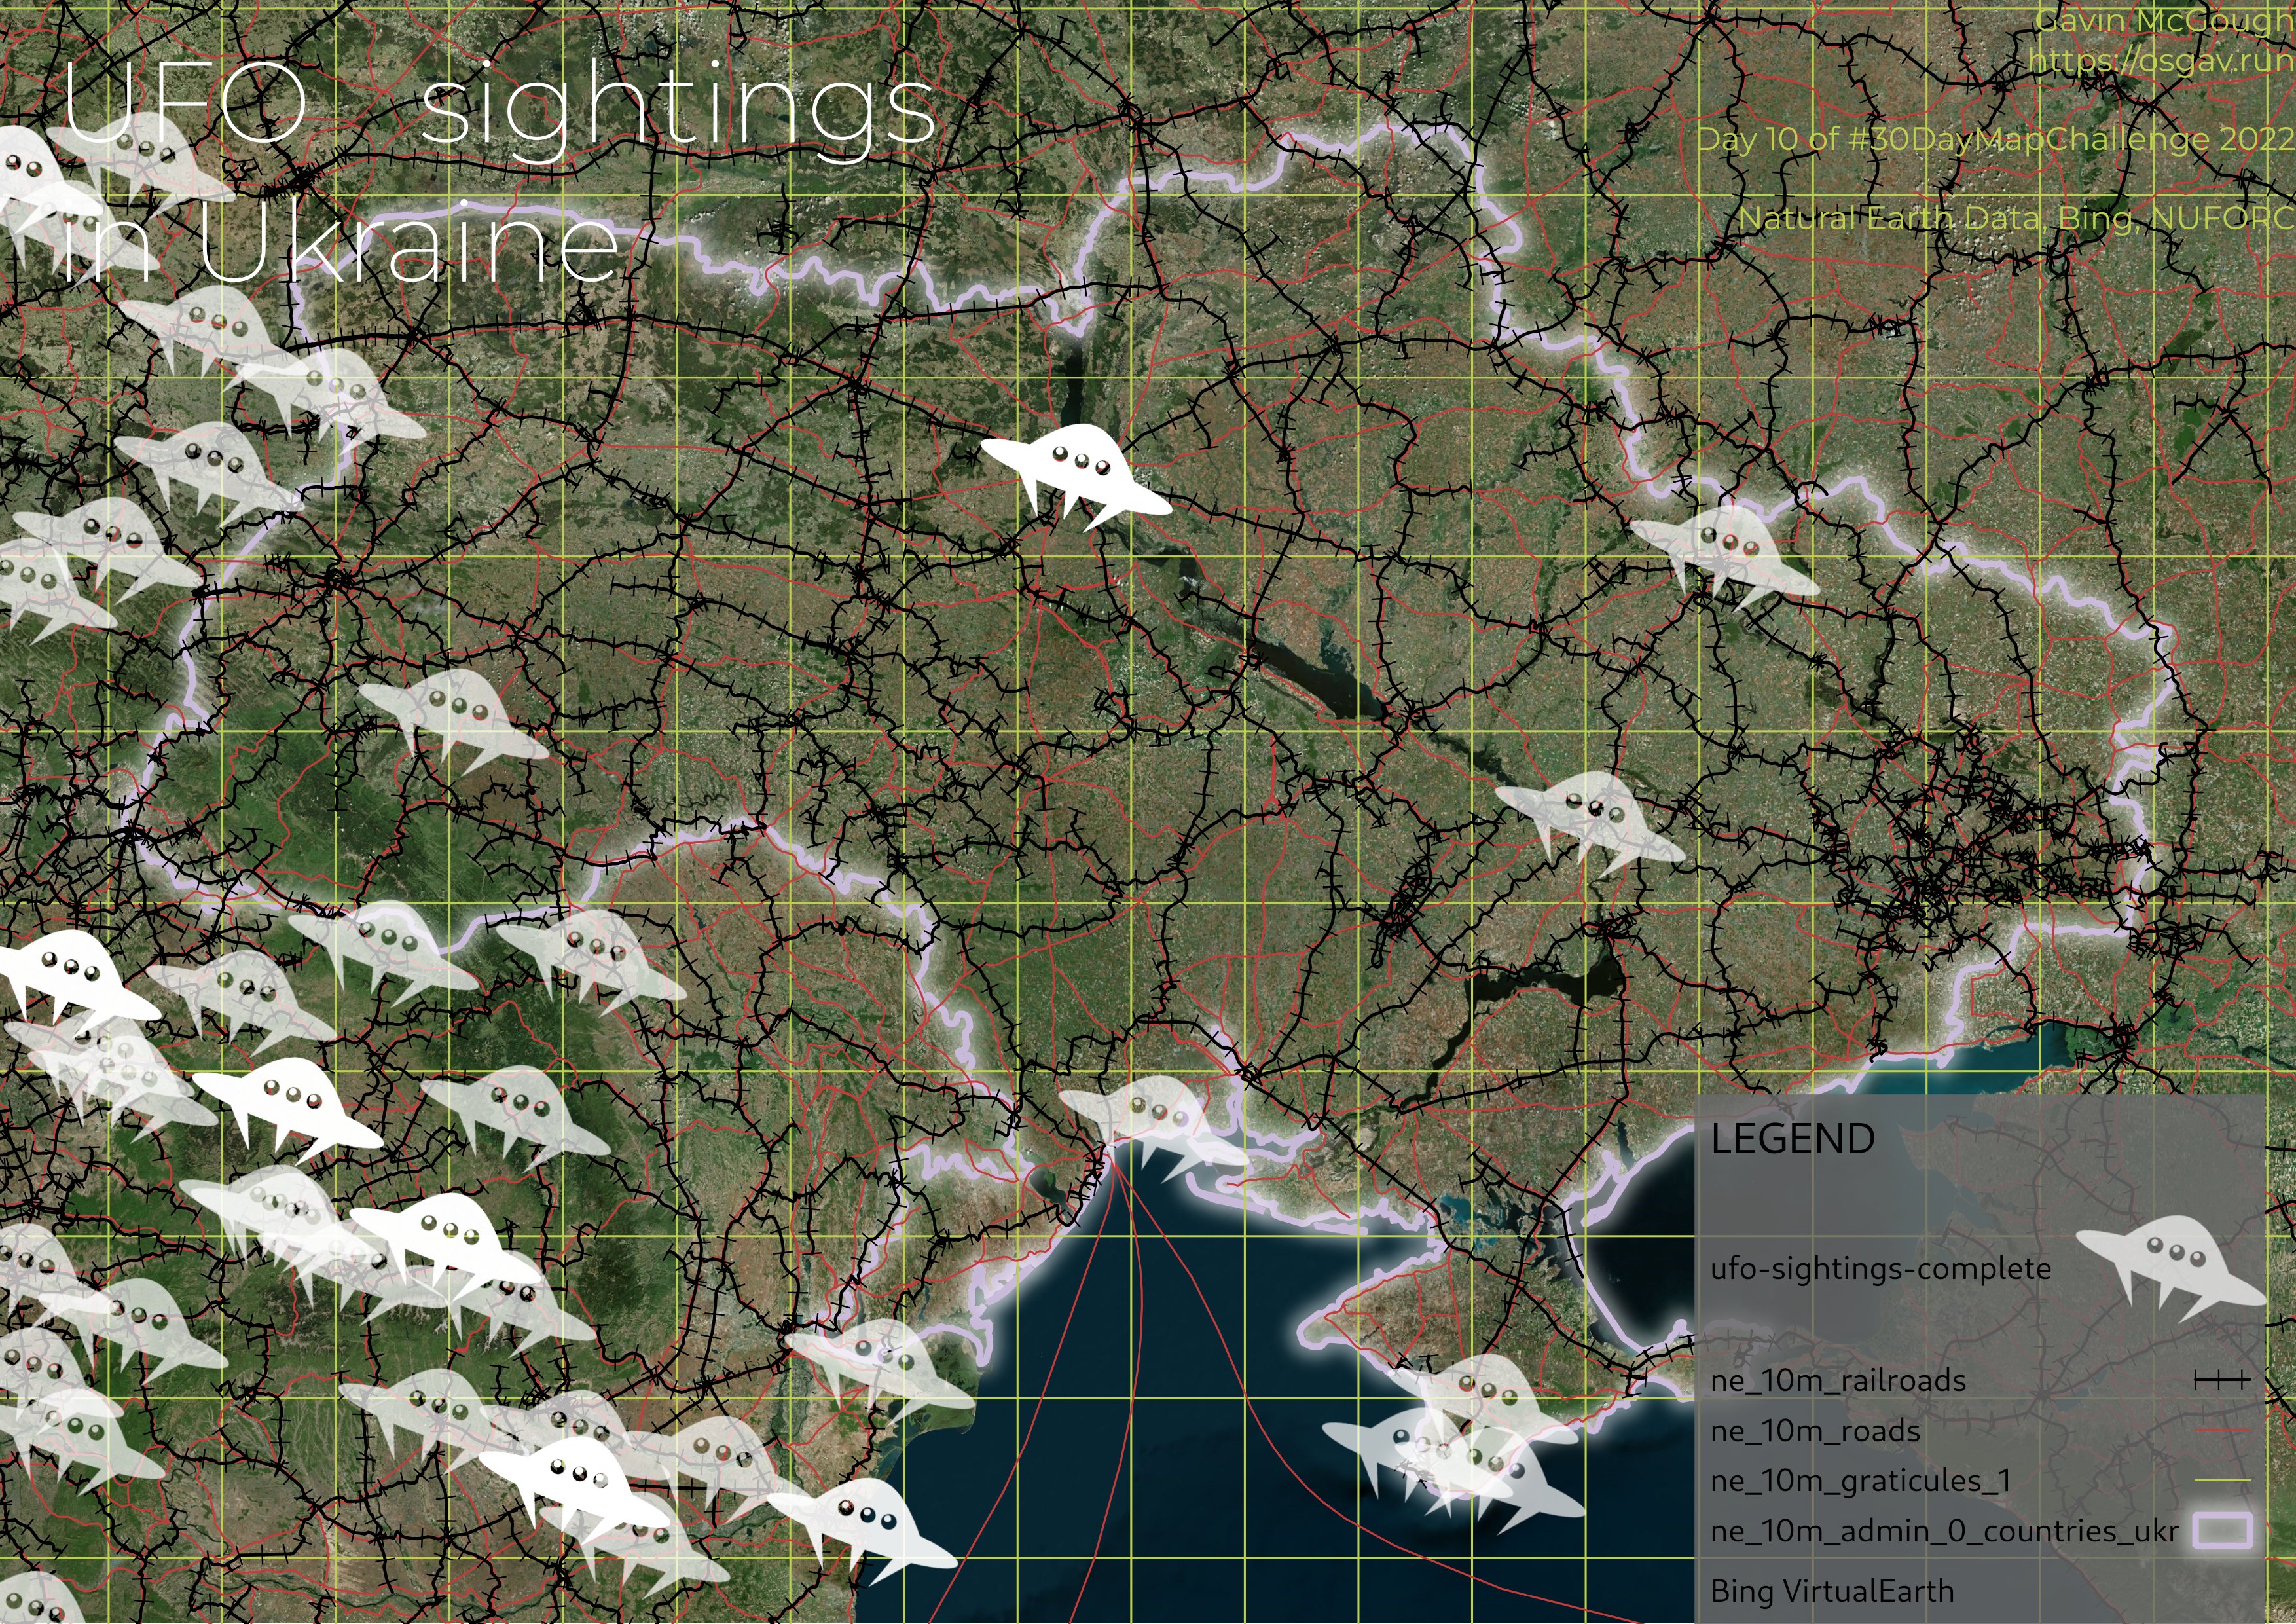 UFO sightings
in Ukraine
Gavin McGough
https://osgav.run
Day 10 of #30DayMapChallenge 2022
Natural Earth Data, Bing, NUFORC
LEGEND
ufo-sightings-complete
ne_10m_railroads
ne_10m_roads
ne_10m_graticules_1
ne_10m_admin_0_countries_ukr
Bing VirtualEarth